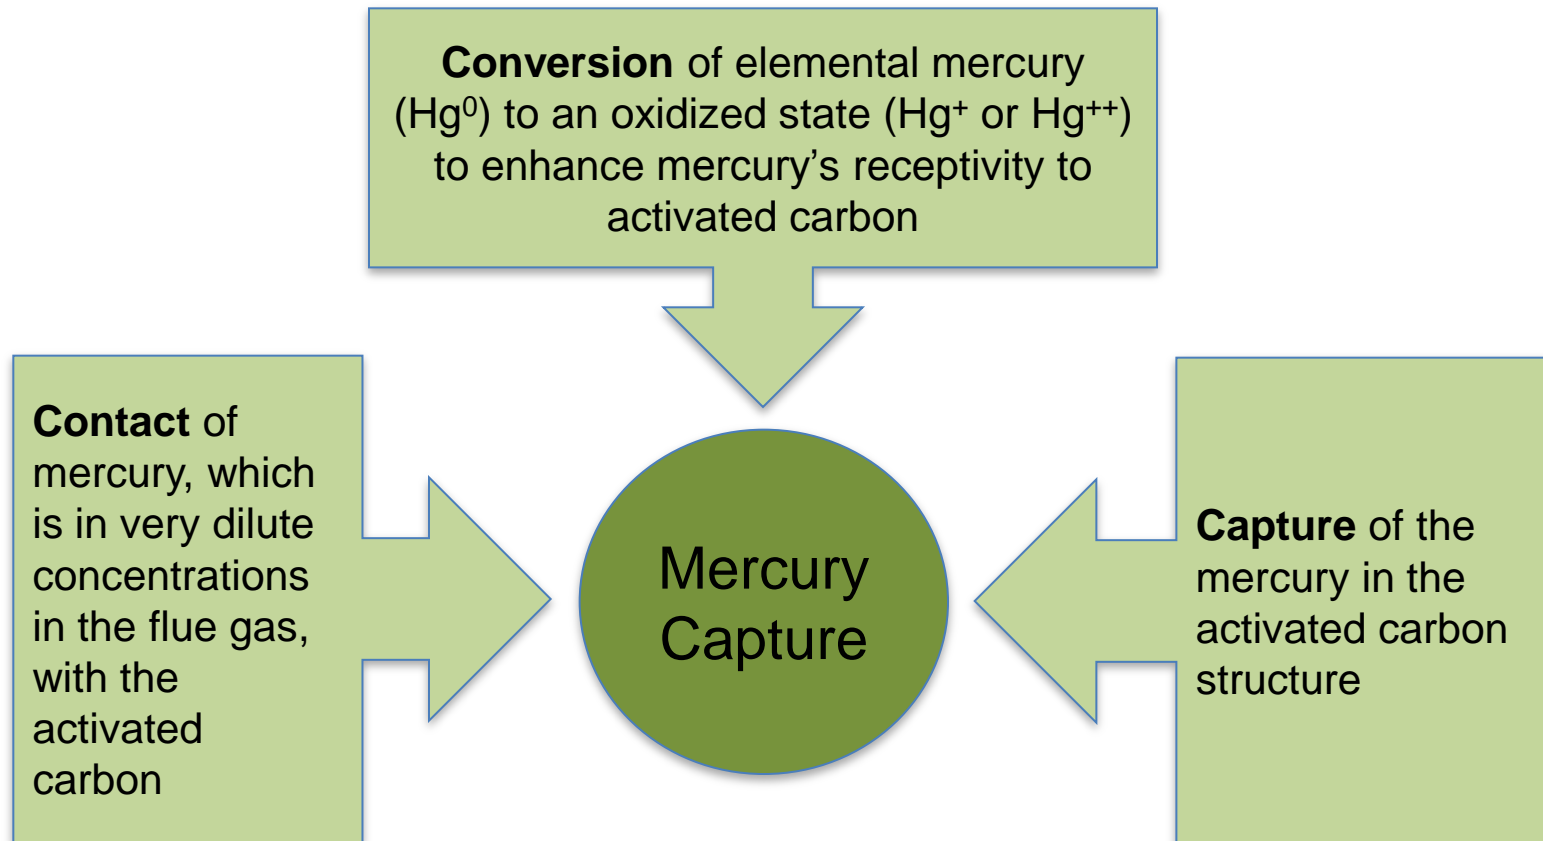 Conversion of elemental mercury
(Hg⁰) to an oxidized state (Hg⁺ or Hg⁺⁺)
to enhance mercury’s receptivity to
activated carbon
Contact of
mercury, which
is in very dilute
concentrations
in the flue gas,
with the
activated
carbon
Mercury
Capture
Capture of the
mercury in the
activated carbon
structure